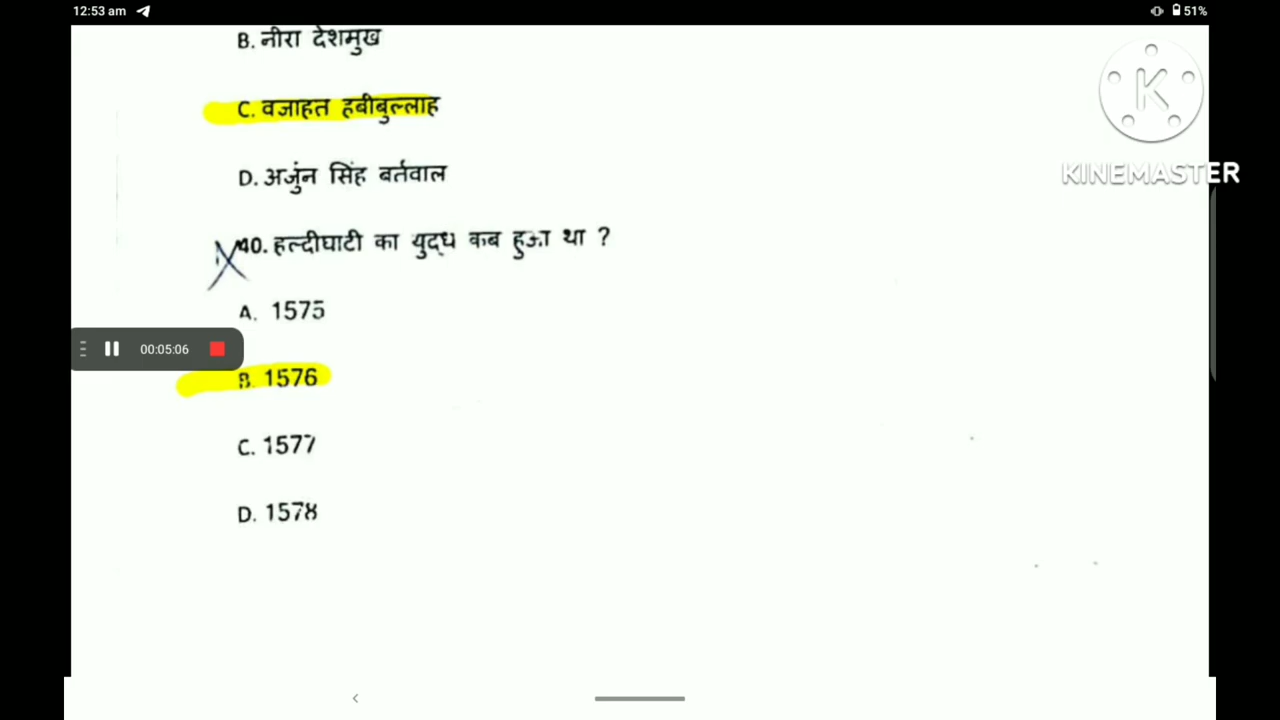 12:53 am
51%
B. नीरा देशमुख
C. वजाहत हबीबुल्लाह
D. अर्जुन सिंह बर्तवाल
40. हल्दीघाटी का युद्ध कब हुआ था ?
A. 1575
00:05:06
B. 1576
C. 1577
D. 1578
K
KINEMASTER